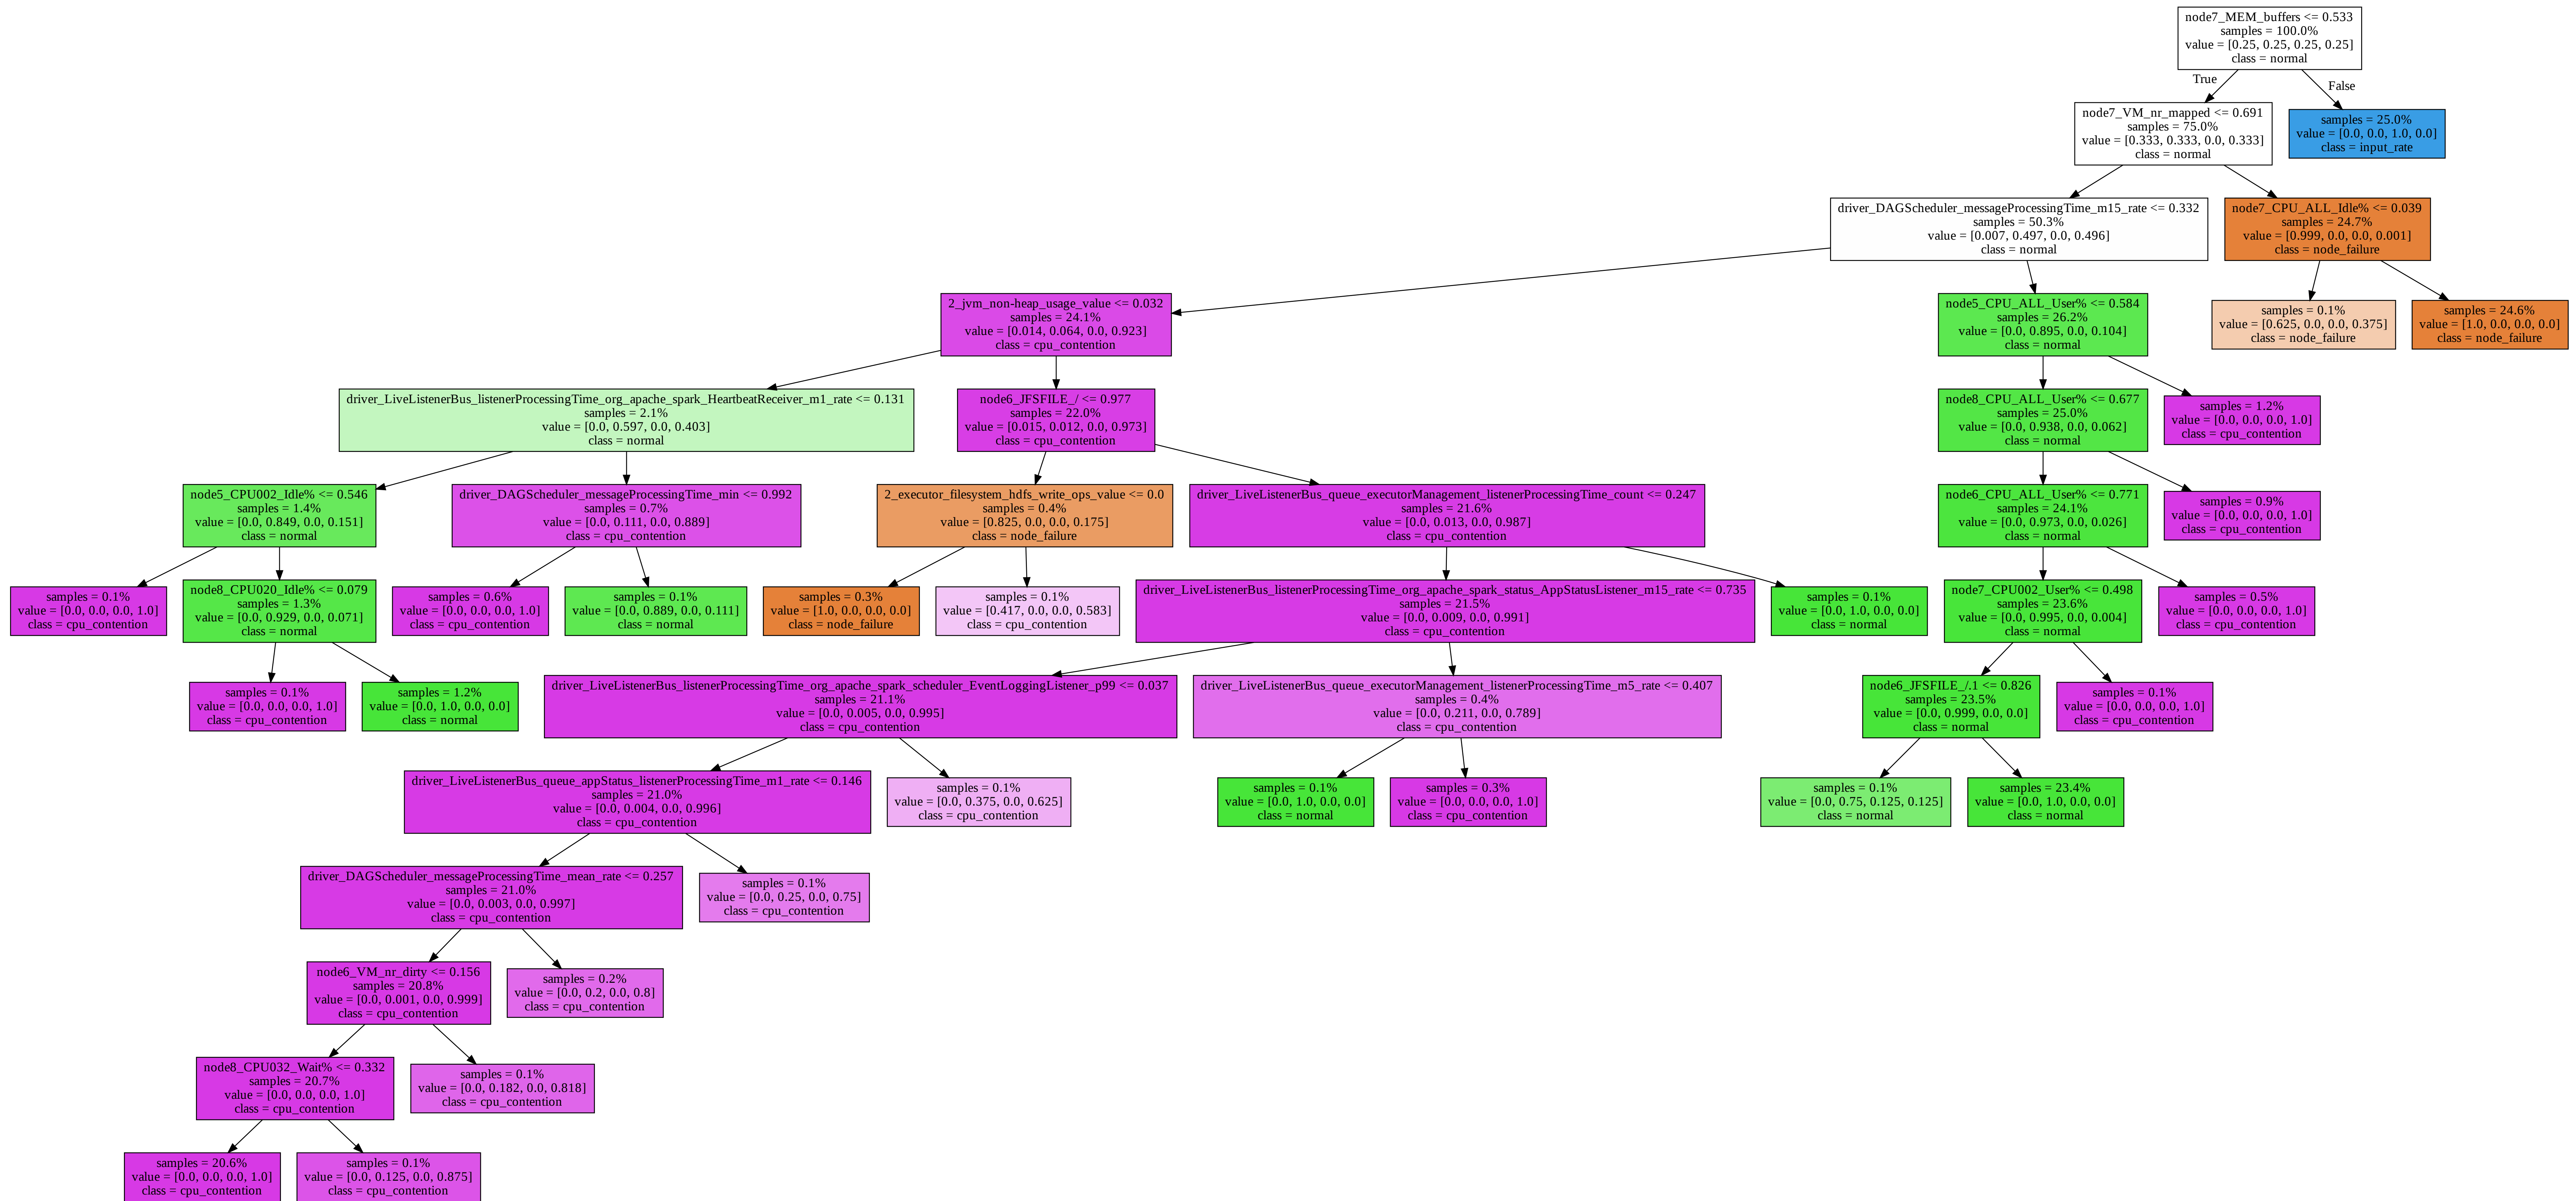 node7_MEM_buffers <= 0.533
samples = 100.0%
value = [0.25, 0.25, 0.25, 0.25]
class = normal
True
False
node7_VM_nr_mapped <= 0.691
samples = 75.0%
value = [0.333, 0.333, 0.0, 0.333]
class = normal
samples = 25.0%
value = [0.0, 0.0, 1.0, 0.0]
class = input_rate
driver_DAGScheduler_messageProcessingTime_m15_rate <= 0.332
samples = 50.3%
value = [0.007, 0.497, 0.0, 0.496]
class = normal
node7_CPU_ALL_Idle% <= 0.039
samples = 24.7%
value = [0.999, 0.0, 0.0, 0.001]
class = node_failure
2_jvm_non-heap_usage_value <= 0.032
samples = 24.1%
value = [0.014, 0.064, 0.0, 0.923]
class = cpu_contention
node5_CPU_ALL_User% <= 0.584
samples = 26.2%
value = [0.0, 0.895, 0.0, 0.104]
class = normal
samples = 0.1%
value = [0.625, 0.0, 0.0, 0.375]
class = node_failure
samples = 24.6%
value = [1.0, 0.0, 0.0, 0.0]
class = node_failure
driver_LiveListenerBus_listenerProcessingTime_org_apache_spark_HeartbeatReceiver_m1_rate <= 0.131
samples = 2.1%
value = [0.0, 0.597, 0.0, 0.403]
class = normal
node6_JFSFILE_/ <= 0.977
samples = 22.0%
value = [0.015, 0.012, 0.0, 0.973]
class = cpu_contention
node8_CPU_ALL_User% <= 0.677
samples = 25.0%
value = [0.0, 0.938, 0.0, 0.062]
class = normal
samples = 1.2%
value = [0.0, 0.0, 0.0, 1.0]
class = cpu_contention
node5_CPU002_Idle% <= 0.546
samples = 1.4%
value = [0.0, 0.849, 0.0, 0.151]
class = normal
driver_DAGScheduler_messageProcessingTime_min <= 0.992
samples = 0.7%
value = [0.0, 0.111, 0.0, 0.889]
class = cpu_contention
2_executor_filesystem_hdfs_write_ops_value <= 0.0
samples = 0.4%
value = [0.825, 0.0, 0.0, 0.175]
class = node_failure
driver_LiveListenerBus_queue_executorManagement_listenerProcessingTime_count <= 0.247
samples = 21.6%
value = [0.0, 0.013, 0.0, 0.987]
class = cpu_contention
node6_CPU_ALL_User% <= 0.771
samples = 24.1%
value = [0.0, 0.973, 0.0, 0.026]
class = normal
samples = 0.9%
value = [0.0, 0.0, 0.0, 1.0]
class = cpu_contention
samples = 0.1%
value = [0.0, 0.0, 0.0, 1.0]
class = cpu_contention
node8_CPU020_Idle% <= 0.079
samples = 1.3%
value = [0.0, 0.929, 0.0, 0.071]
class = normal
samples = 0.6%
value = [0.0, 0.0, 0.0, 1.0]
class = cpu_contention
samples = 0.1%
value = [0.0, 0.889, 0.0, 0.111]
class = normal
samples = 0.3%
value = [1.0, 0.0, 0.0, 0.0]
class = node_failure
samples = 0.1%
value = [0.417, 0.0, 0.0, 0.583]
class = cpu_contention
driver_LiveListenerBus_listenerProcessingTime_org_apache_spark_status_AppStatusListener_m15_rate <= 0.735
samples = 21.5%
value = [0.0, 0.009, 0.0, 0.991]
class = cpu_contention
samples = 0.1%
value = [0.0, 1.0, 0.0, 0.0]
class = normal
node7_CPU002_User% <= 0.498
samples = 23.6%
value = [0.0, 0.995, 0.0, 0.004]
class = normal
samples = 0.5%
value = [0.0, 0.0, 0.0, 1.0]
class = cpu_contention
samples = 0.1%
value = [0.0, 0.0, 0.0, 1.0]
class = cpu_contention
samples = 1.2%
value = [0.0, 1.0, 0.0, 0.0]
class = normal
driver_LiveListenerBus_listenerProcessingTime_org_apache_spark_scheduler_EventLoggingListener_p99 <= 0.037
samples = 21.1%
value = [0.0, 0.005, 0.0, 0.995]
class = cpu_contention
driver_LiveListenerBus_queue_executorManagement_listenerProcessingTime_m5_rate <= 0.407
samples = 0.4%
value = [0.0, 0.211, 0.0, 0.789]
class = cpu_contention
node6_JFSFILE_/.1 <= 0.826
samples = 23.5%
value = [0.0, 0.999, 0.0, 0.0]
class = normal
samples = 0.1%
value = [0.0, 0.0, 0.0, 1.0]
class = cpu_contention
driver_LiveListenerBus_queue_appStatus_listenerProcessingTime_m1_rate <= 0.146
samples = 21.0%
value = [0.0, 0.004, 0.0, 0.996]
class = cpu_contention
samples = 0.1%
value = [0.0, 0.375, 0.0, 0.625]
class = cpu_contention
samples = 0.1%
value = [0.0, 1.0, 0.0, 0.0]
class = normal
samples = 0.3%
value = [0.0, 0.0, 0.0, 1.0]
class = cpu_contention
samples = 0.1%
value = [0.0, 0.75, 0.125, 0.125]
class = normal
samples = 23.4%
value = [0.0, 1.0, 0.0, 0.0]
class = normal
driver_DAGScheduler_messageProcessingTime_mean_rate <= 0.257
samples = 21.0%
value = [0.0, 0.003, 0.0, 0.997]
class = cpu_contention
samples = 0.1%
value = [0.0, 0.25, 0.0, 0.75]
class = cpu_contention
node6_VM_nr_dirty <= 0.156
samples = 20.8%
value = [0.0, 0.001, 0.0, 0.999]
class = cpu_contention
samples = 0.2%
value = [0.0, 0.2, 0.0, 0.8]
class = cpu_contention
node8_CPU032_Wait% <= 0.332
samples = 20.7%
value = [0.0, 0.0, 0.0, 1.0]
class = cpu_contention
samples = 0.1%
value = [0.0, 0.182, 0.0, 0.818]
class = cpu_contention
samples = 20.6%
value = [0.0, 0.0, 0.0, 1.0]
class = cpu_contention
samples = 0.1%
value = [0.0, 0.125, 0.0, 0.875]
class = cpu_contention